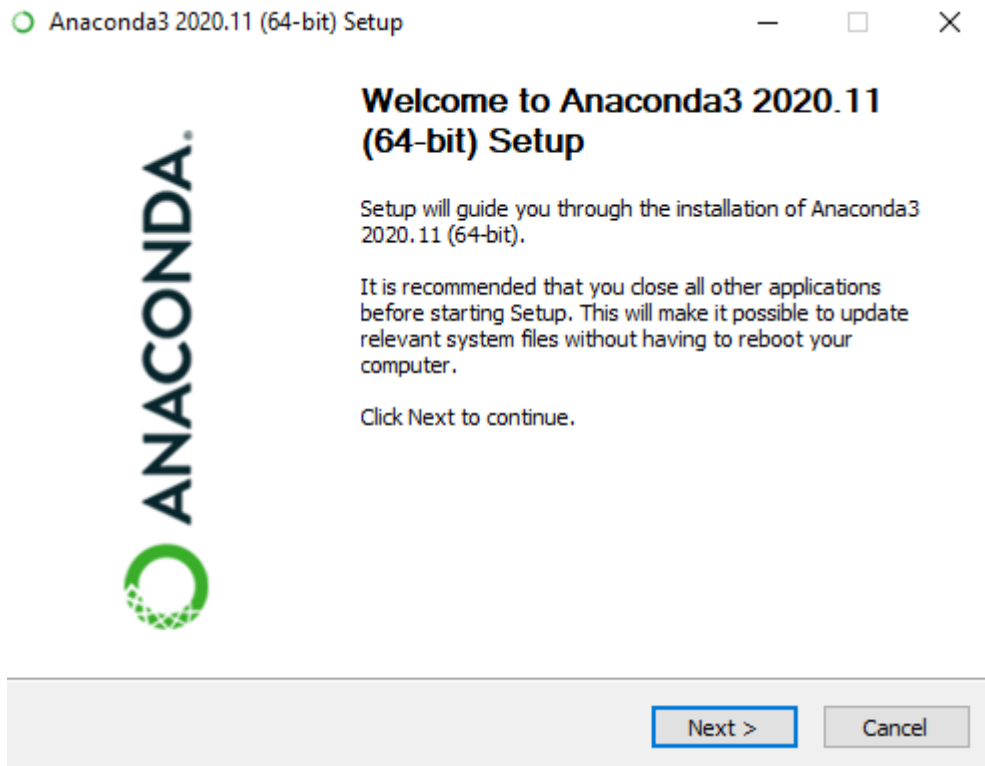 Anaconda3 2020.11 (64-bit) Setup
Welcome to Anaconda3 2020.11
(64-bit) Setup
Setup will guide you through the installation of Anaconda3
2020.11 (64-bit).
It is recommended that you close all other applications
before starting Setup. This will make it possible to update
relevant system files without having to reboot your
computer.
Click Next to continue.
ANACONDA.
Next >
Cancel